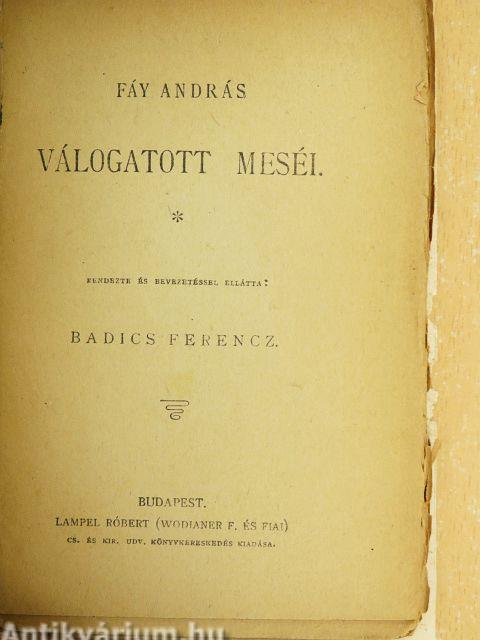 FÁY ANDRÁS
VÁLOGATOTT MESÉI.
*
RENDEZTE ÉS BEVEZETÉSSEL ELLÁTTA:
BADICS FERENCZ.
BUDAPEST.
LAMPEL RÓBERT (WODIANER F. ÉS FIAI)
CS. ÉS KIR. UDV. KÖNYVKERESKEDÉS KIADÁSA.
Antikvárium.hu